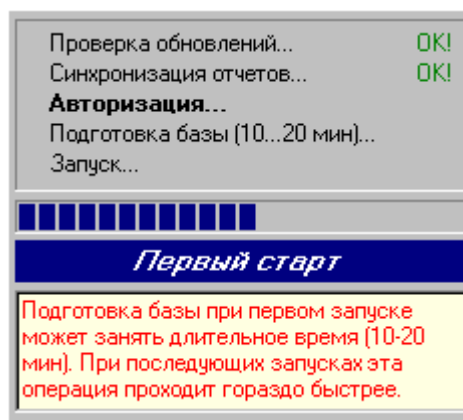 Проверка обновлений... OK!
Синхронизация отчетов... OK!
Авторизация...
Подготовка базы (10...20 мин)...
Запуск...
Первый старт
Подготовка базы при первом запуске
может занять длительное время (10-20
мин). При последующих запусках эта
операция проходит гораздо быстрее.